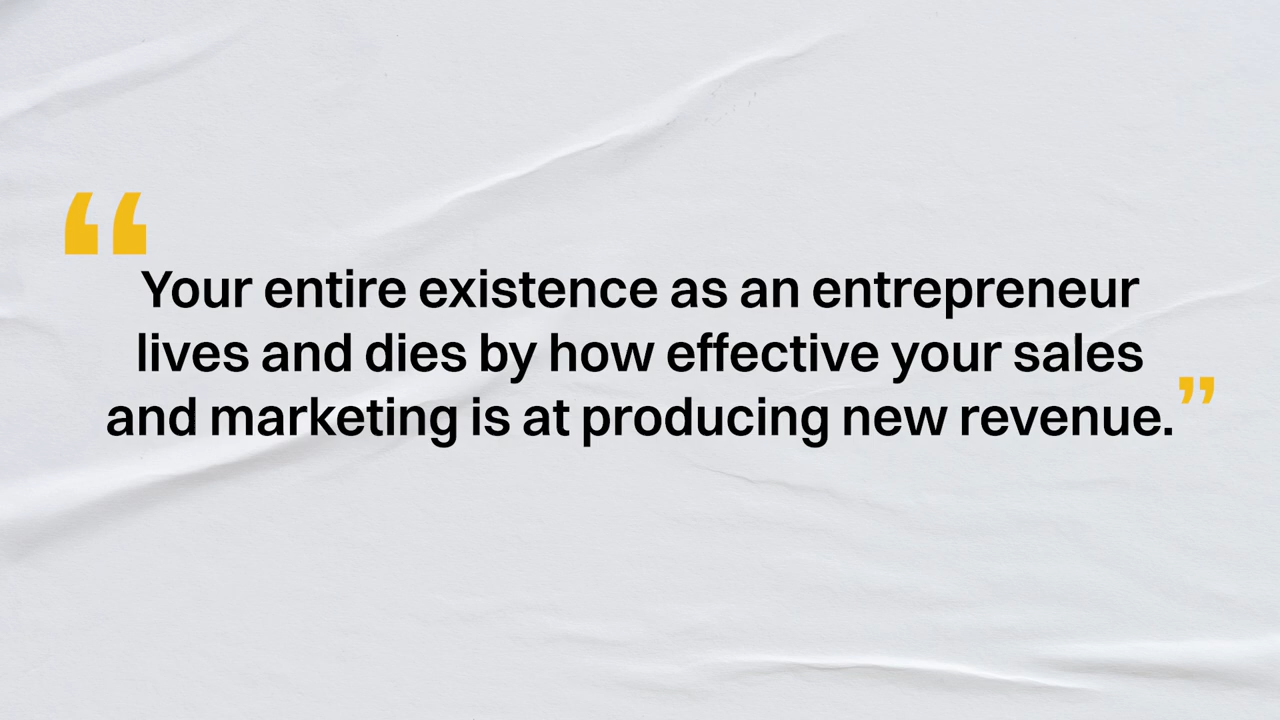 “Your entire existence as an entrepreneur
lives and dies by how effective your sales
and marketing is at producing new revenue.”